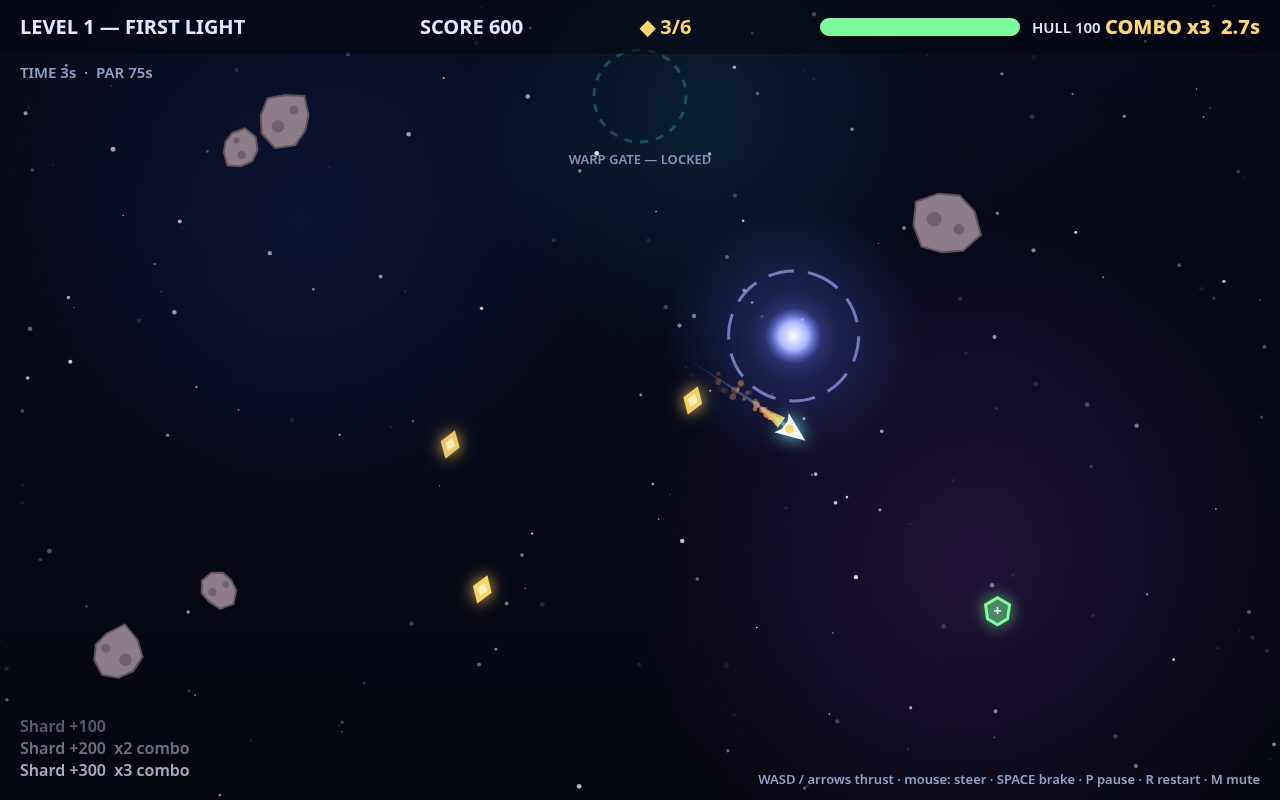 LEVEL 1 — FIRST LIGHT
SCORE 600
◆ 3/6
HULL 100
COMBO x3 2.7s
TIME 3s · PAR 75s
WARP GATE — LOCKED
Shard +100
Shard +200 x2 combo
Shard +300 x3 combo
WASD / arrows thrust · mouse: steer · SPACE brake · P pause · R restart · M mute